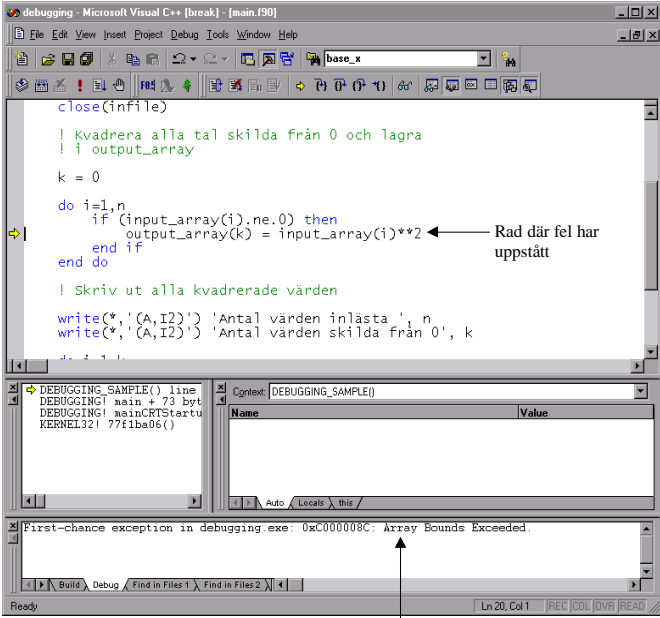 debugging - Microsoft Visual C++ [break] - [main.f90]
File Edit View Insert Project Debug Tools Window Help
base_x
close(infile)
! Kvadrera alla tal skilda från 0 och lagra
! i output_array
k = 0
do i=1,n
if (input_array(i).ne.0) then
output_array(k) = input_array(i)**2
Rad där fel har
uppstått
end if
end do
! Skriv ut alla kvadrerade värden
write(*,'(A,I2)') 'Antal värden inlästa ', n
write(*,'(A,I2)') 'Antal värden skilda från 0', k
DEBUGGING_SAMPLE() line
DEBUGGING! main + 73 byt
DEBUGGING! mainCRTStartu
KERNEL32! 77f1ba06()
Context: DEBUGGING_SAMPLE()
Name Value
Auto Locals this
First-chance exception in debugging.exe: 0xC000008C: Array Bounds Exceeded.
Build Debug Find in Files 1 Find in Files 2
Ready Ln 20, Col 1 REC COL OVR READ